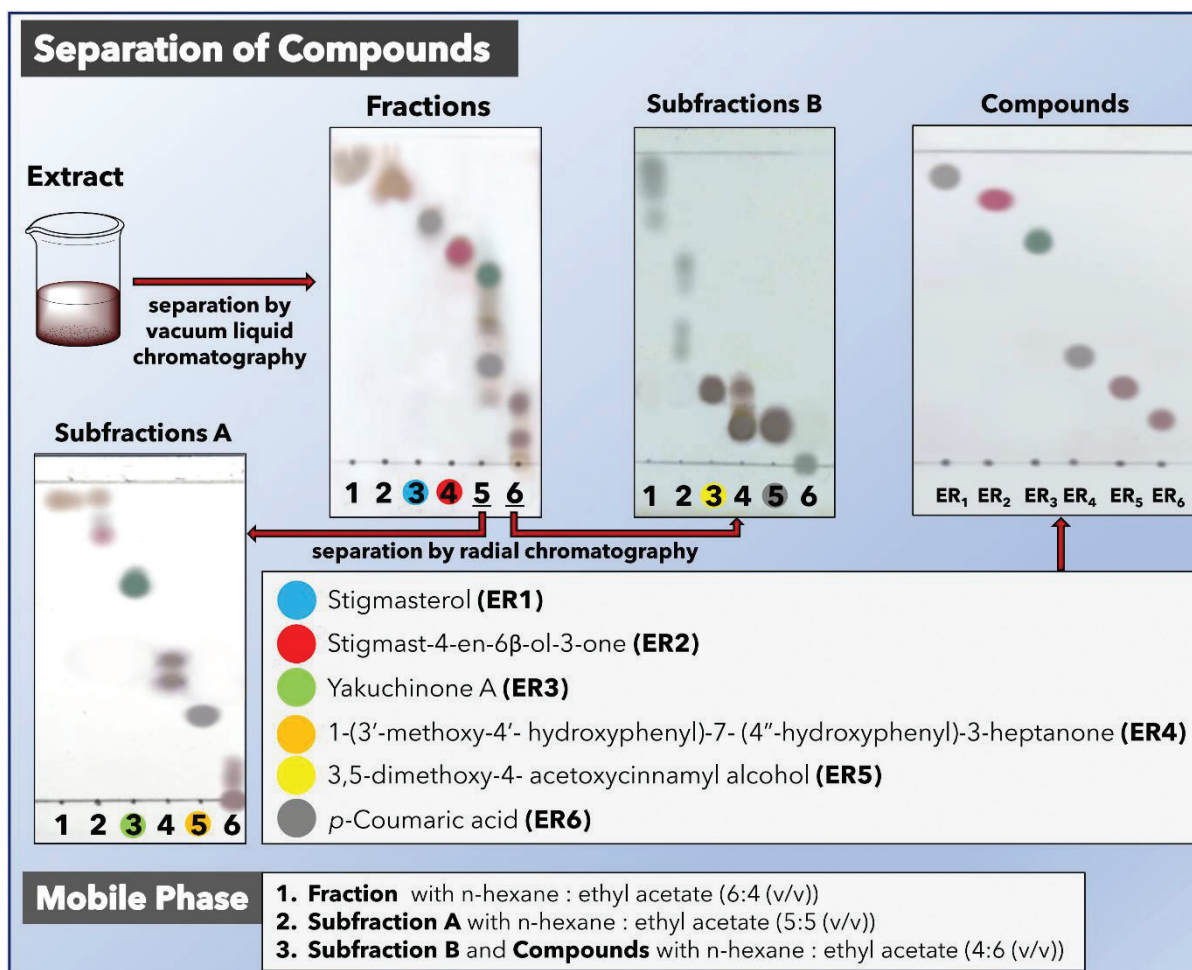 Separation of Compounds
Fractions
Subfractions B
Compounds
Extract
separation by
vacuum liquid
chromatography
1 2 3 4 5 6
1 2 3 4 5 6
ER₁ ER₂ ER₃ ER₄ ER₅ ER₆
Subfractions A
separation by radial chromatography
1 2 3 4 5 6
Stigmasterol (ER1)
Stigmast-4-en-6β-ol-3-one (ER2)
Yakuchinone A (ER3)
1-(3′-methoxy-4′- hydroxyphenyl)-7- (4″-hydroxyphenyl)-3-heptanone (ER4)
3,5-dimethoxy-4- acetoxycinnamyl alcohol (ER5)
p-Coumaric acid (ER6)
Mobile Phase
1. Fraction with n-hexane : ethyl acetate (6:4 (v/v))
2. Subfraction A with n-hexane : ethyl acetate (5:5 (v/v))
3. Subfraction B and Compounds with n-hexane : ethyl acetate (4:6 (v/v))